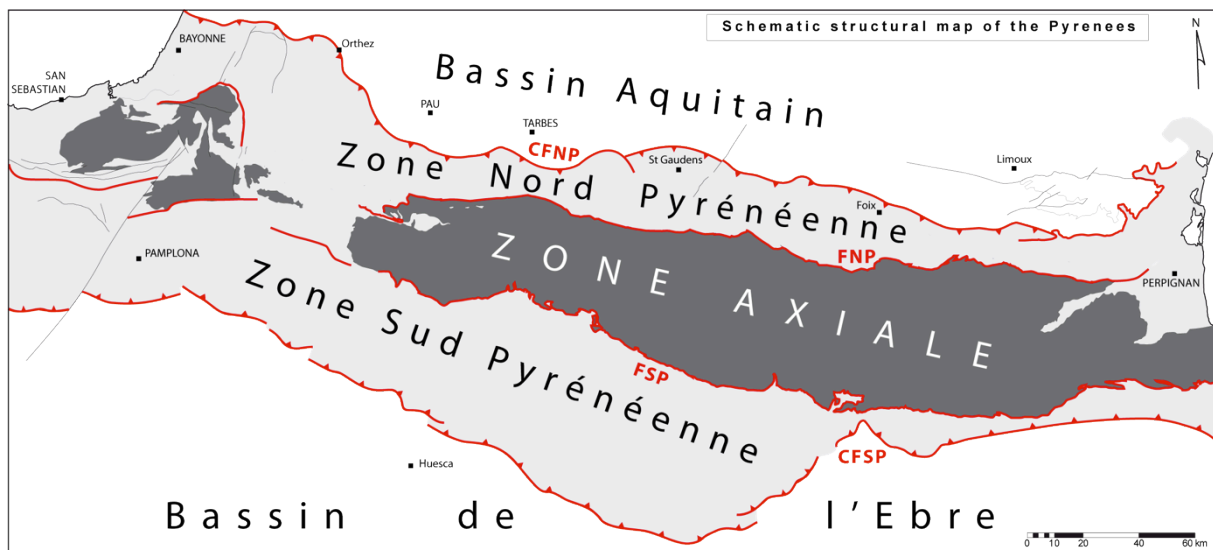 Schematic structural map of the Pyrenees
N
BAYONNE
Orthez
SAN
SEBASTIAN
Bassin Aquitain
PAU
TARBES
CFNP
St Gaudens
Limoux
Zone Nord Pyrénéenne
Foix
ZONE AXIALE
FNP
PAMPLONA
PERPIGNAN
Zone Sud Pyrénéenne
FSP
CFSP
Huesca
Bassin de l'Ebre
0 10 20 40 60 km